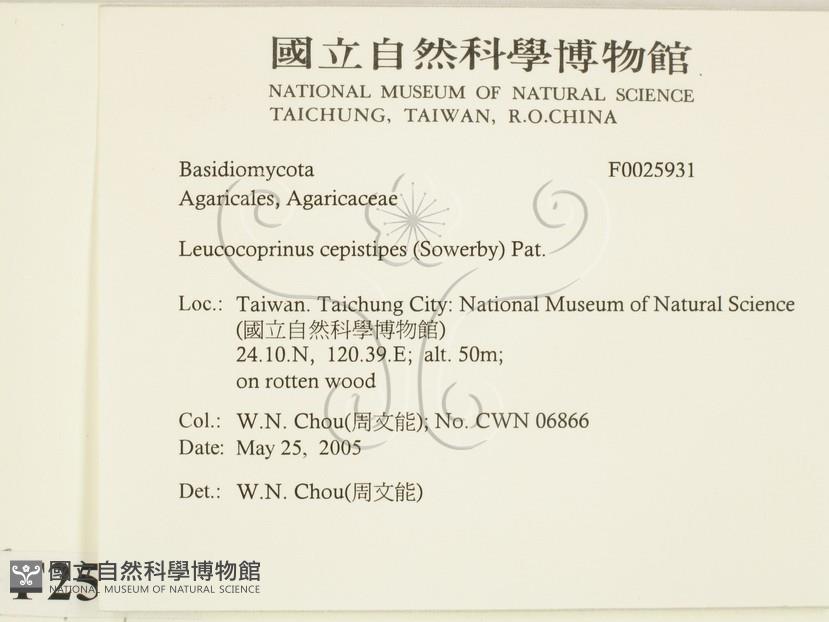 國立自然科學博物館
NATIONAL MUSEUM OF NATURAL SCIENCE
TAICHUNG, TAIWAN, R.O.CHINA
Basidiomycota F0025931
Agaricales, Agaricaceae
Leucocoprinus cepistipes (Sowerby) Pat.
Loc.: Taiwan. Taichung City: National Museum of Natural Science
(國立自然科學博物館)
24.10.N, 120.39.E; alt. 50m;
on rotten wood
Col.: W.N. Chou(周文能); No. CWN 06866
Date: May 25, 2005
Det.: W.N. Chou(周文能)
國立自然科學博物館
NATIONAL MUSEUM OF NATURAL SCIENCE